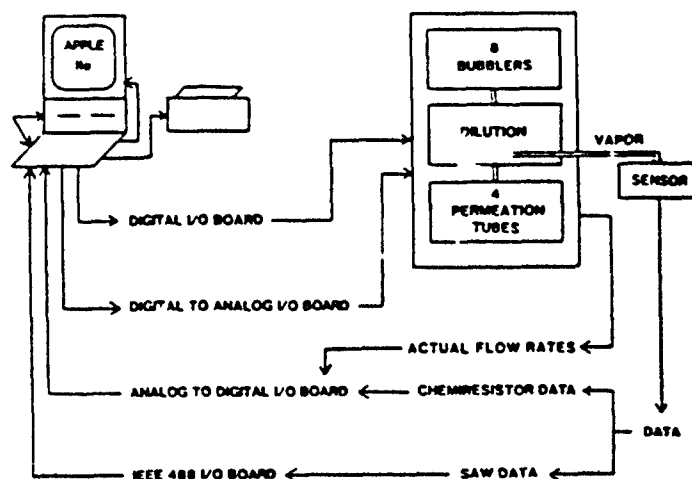 APPLE
IIe
8
BUBBLERS
DILUTION
VAPOR
SENSOR
4
PERMEATION
TUBES
DIGITAL I/O BOARD
DIGITAL TO ANALOG I/O BOARD
ACTUAL FLOW RATES
ANALOG TO DIGITAL I/O BOARD
CHEMIRESISTOR DATA
DATA
IEEE 488 I/O BOARD
SAW DATA